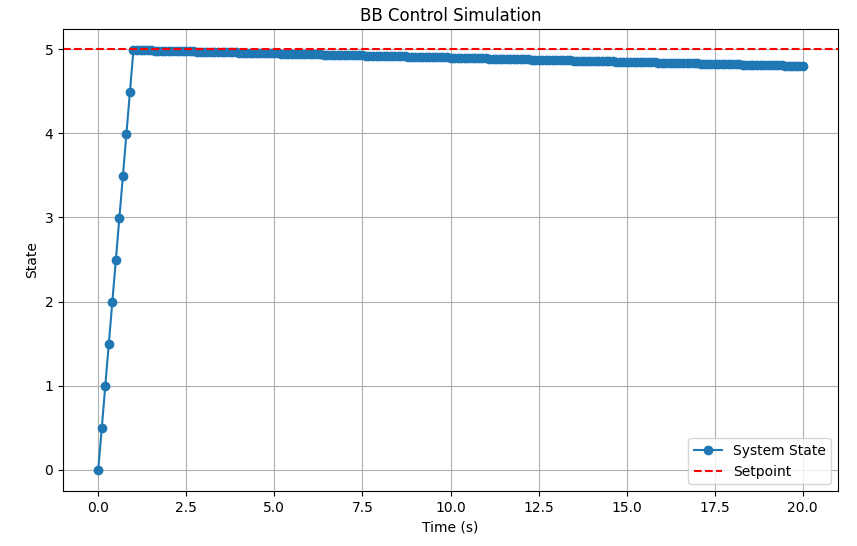 BB Control Simulation
State
5
4
3
2
1
0
0.0 2.5 5.0 7.5 10.0 12.5 15.0 17.5 20.0
Time (s)
System State
Setpoint